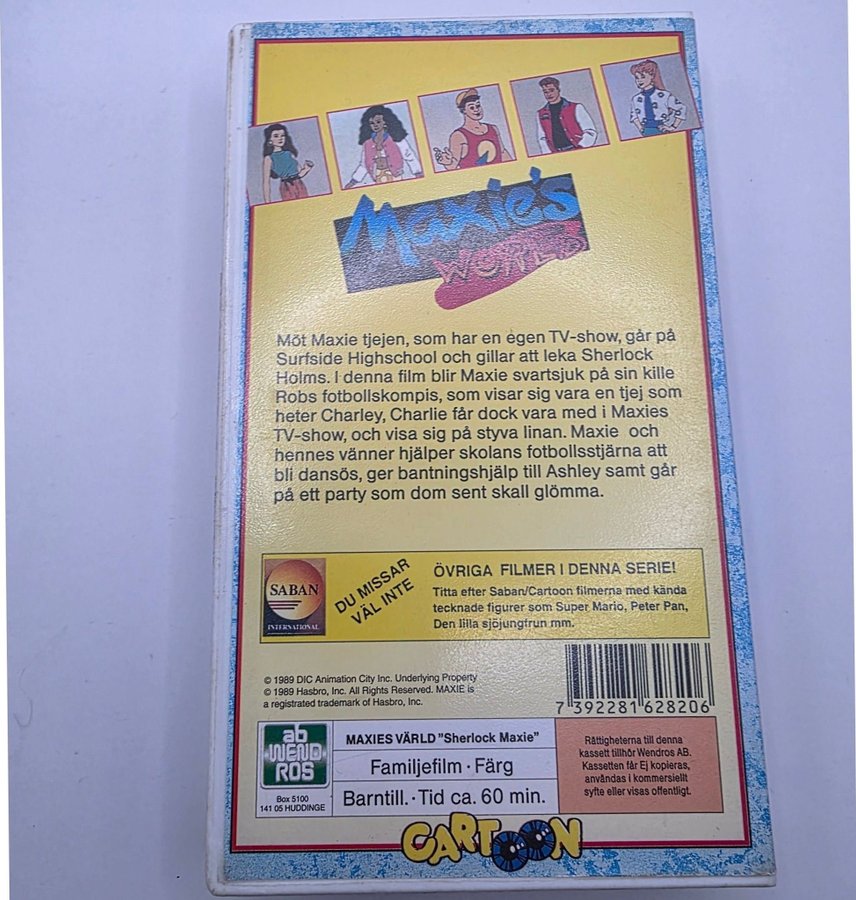 Maxie's
WORLD
Möt Maxie tjejen, som har en egen TV-show, går på
Surfside Highschool och gillar att leka Sherlock
Holms. I denna film blir Maxie svartsjuk på sin kille
Robs fotbollskompis, som visar sig vara en tjej som
heter Charley, Charlie får dock vara med i Maxies
TV-show, och visa sig på styva linan. Maxie och
hennes vänner hjälper skolans fotbollsstjärna att
bli dansös, ger bantningshjälp till Ashley samt går
på ett party som dom sent skall glömma.
SABAN
INTERNATIONAL
DU MISSAR
VÄL INTE
ÖVRIGA FILMER I DENNA SERIE!
Titta efter Saban/Cartoon filmerna med kända
tecknade figurer som Super Mario, Peter Pan,
Den lilla sjöjungfrun mm.
© 1989 DIC Animation City Inc. Underlying Property
© 1989 Hasbro, Inc. All Rights Reserved. MAXIE is
a registrated trademark of Hasbro, Inc.
7 392281 628206
ab
WEND
ROS
Box 5100
141 05 HUDDINGE
MAXIES VÄRLD "Sherlock Maxie"
Familjefilm · Färg
Barntill. · Tid ca. 60 min.
Rättigheterna till denna
kassett tillhör Wendros AB.
Kassetten får Ej kopieras,
användas i kommersiellt
syfte eller visas offentligt.
CARTOON